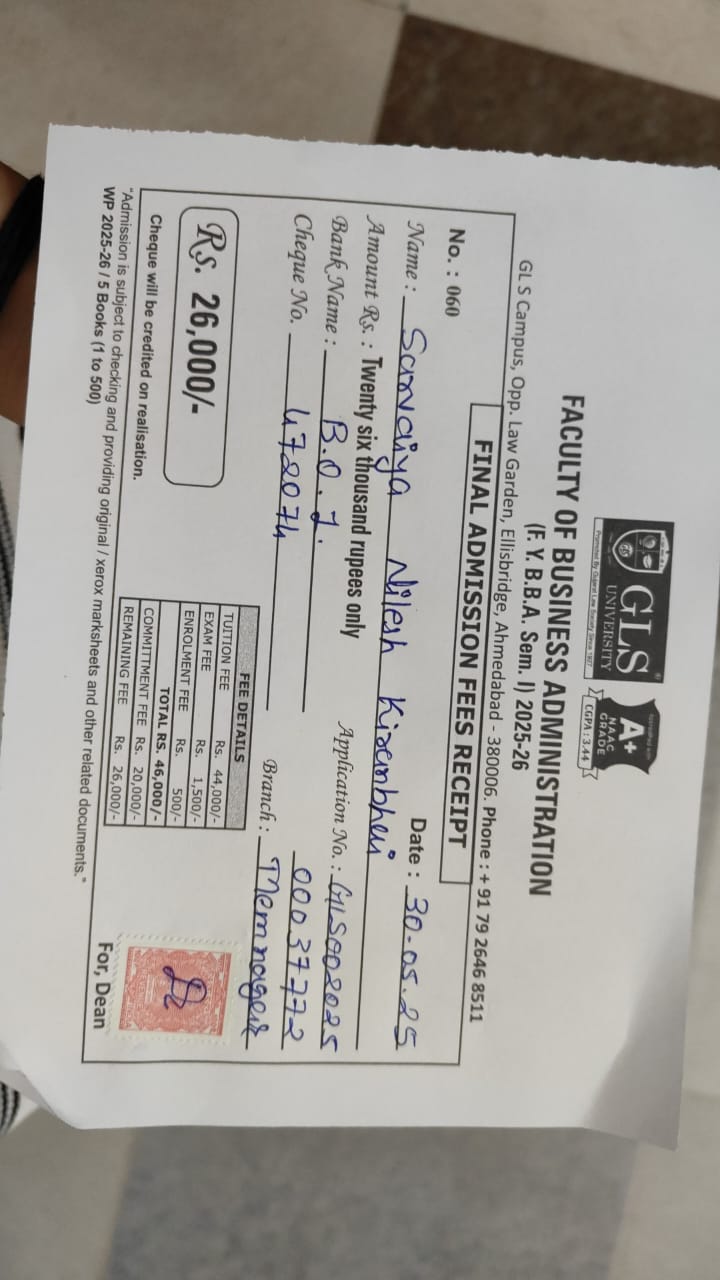 GLS
UNIVERSITY
Promoted By Gujarat Law Society Since 1927
Accredited with
A+
NAAC
GRADE
CGPA : 3.44
FACULTY OF BUSINESS ADMINISTRATION
(F. Y. B.B.A. Sem. I) 2025-26
GL S Campus, Opp. Law Garden, Ellisbridge, Ahmedabad - 380006. Phone : + 91 79 2646 8511
FINAL ADMISSION FEES RECEIPT
No. : 060 Date : 30-05.25
Name : Nilesh
Amount Rs. : Twenty six thousand rupees only Application No. : GLS002025
Bank Name : B.O.I. 00037772
Cheque No. 472074 Branch : Memnagar
Rs. 26,000/-
Cheque will be credited on realisation.
FEE DETAILS
TUITION FEE Rs. 44,000/-
EXAM FEE Rs. 1,500/-
ENROLMENT FEE Rs. 500/-
TOTAL RS. 46,000/-
COMMITTMENT FEE Rs. 20,000/-
REMAINING FEE Rs. 26,000/-
For, Dean
"Admission is subject to checking and providing original / xerox marksheets and other related documents."
WP 2025-26 / 5 Books (1 to 500)